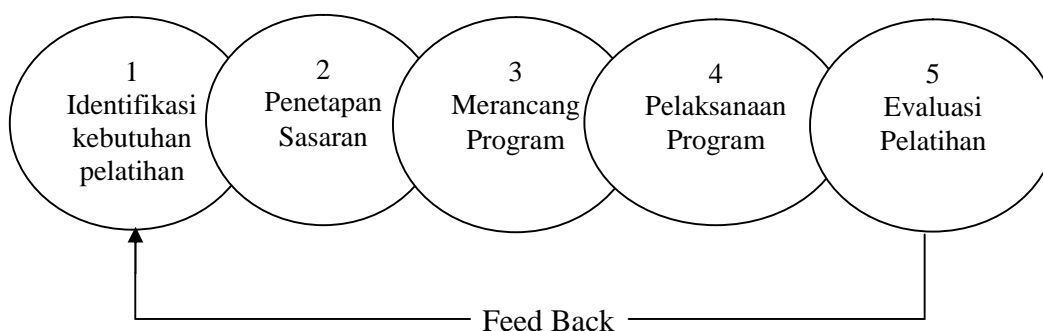 1
Identifikasi
kebutuhan
pelatihan
2
Penetapan
Sasaran
3
Merancang
Program
4
Pelaksanaan
Program
5
Evaluasi
Pelatihan
Feed Back